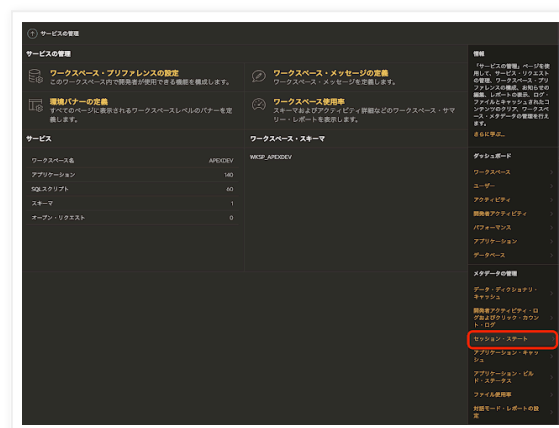 サービスの管理
サービスの管理
ワークスペース・プリファレンスの設定
このワークスペース内で開発者が使用できる機能を構成します。
ワークスペース・メッセージの定義
ワークスペース・メッセージを定義します。
環境バナーの定義
すべてのページに表示されるワークスペースレベルのバナーを定
義します。
ワークスペース使用率
スキーマおよびアクティビティ詳細などのワークスペース・サマ
リー・レポートを表示します。
サービス
ワークスペース名 APEXDEV
アプリケーション 140
SQLスクリプト 60
スキーマ 1
オープン・リクエスト 0
ワークスペース・スキーマ
WKSP_APEXDEV
情報
「サービスの管理」ページを使
用して、サービス・リクエスト
の管理、ワークスペース・プリ
ファレンスの構成、お知らせの
編集、レポートの表示、ログ・
ファイルとキャッシュされたコ
ンテンツのクリア、ワークスペ
ース・メタデータの管理を行え
ます。
さらに学ぶ...
ダッシュボード
ワークスペース
ユーザー
アクティビティ
開発者アクティビティ
パフォーマンス
アプリケーション
データベース
メタデータの管理
データ・ディクショナリ・
キャッシュ
開発者アクティビティ・ロ
グおよびクリック・カウン
ト・ログ
セッション・ステート
アプリケーション・キャッ
シュ
アプリケーション・ビル
ド・ステータス
ファイル使用率
対話モード・レポートの設
定